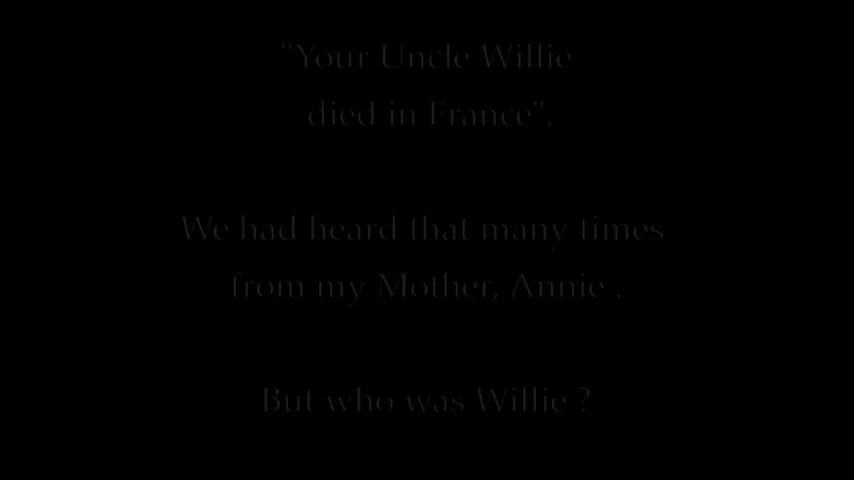 "Your Uncle Willie
died in France",
We had heard that many times
from my Mother, Annie .
But who was Willie ?